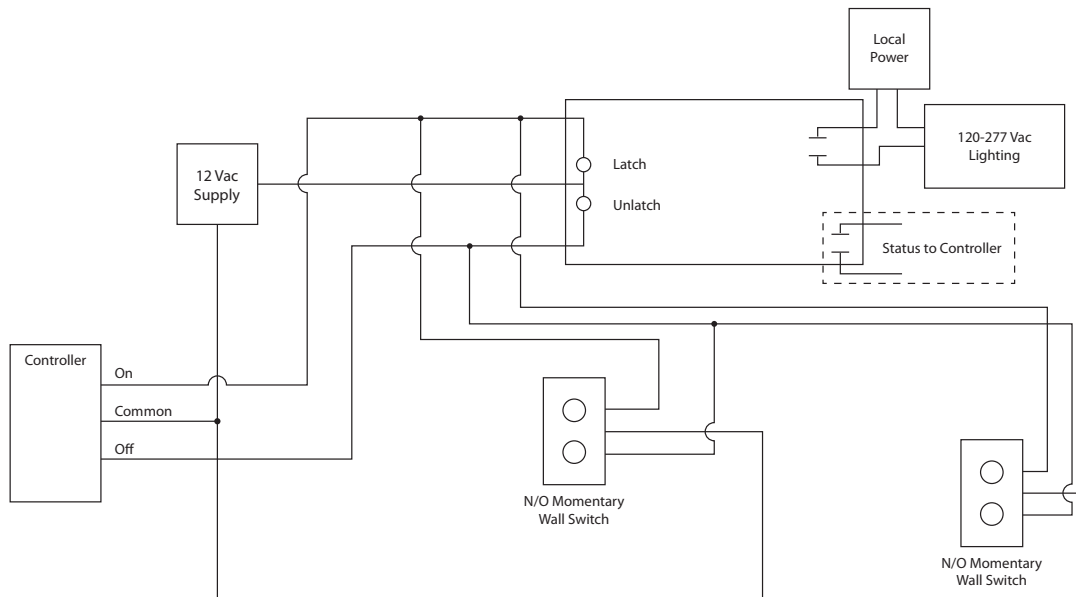 Local
Power
12 Vac
Supply
Latch
Unlatch
120-277 Vac
Lighting
Status to Controller
Controller
On
Common
Off
N/O Momentary
Wall Switch
N/O Momentary
Wall Switch